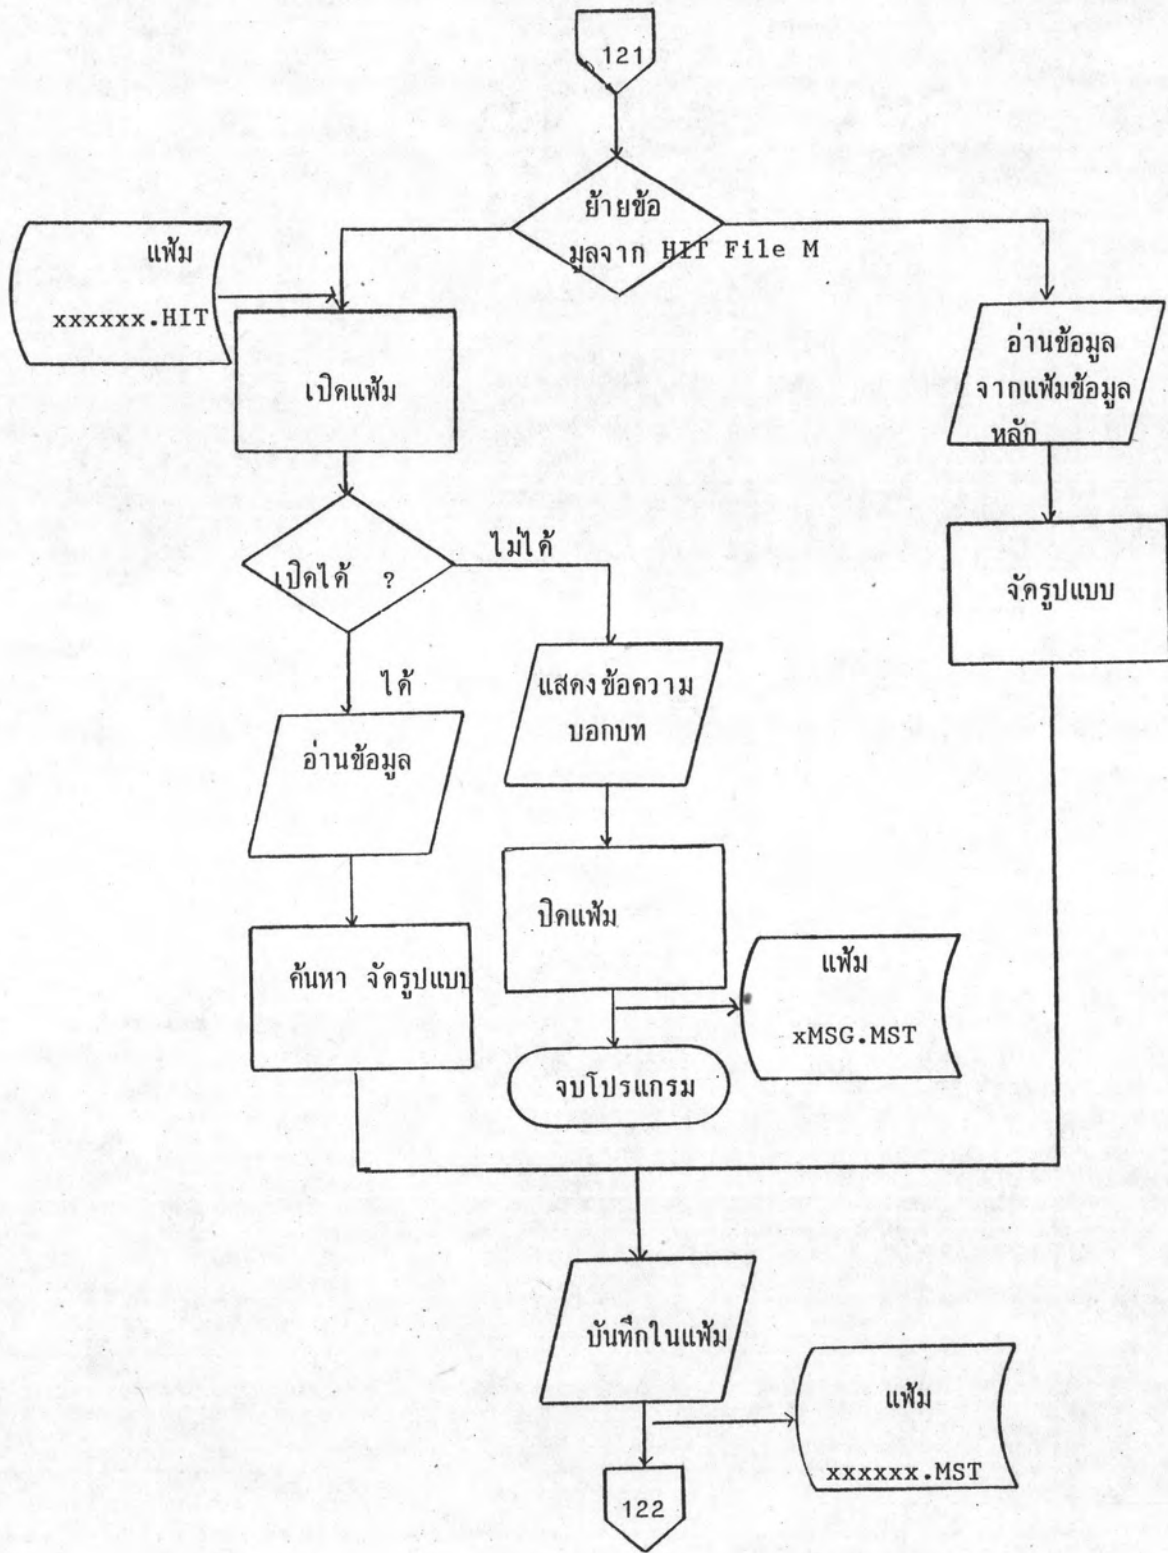 121
ย้ายข้อ
มูลจาก HIT File M
แฟ้ม
xxxxxx.HIT
เปิดแฟ้ม
อ่านข้อมูล
จากแฟ้มข้อมูล
หลัก
เปิดได้ ?
ไม่ได้
จัดรูปแบบ
ได้
แสดงข้อความ
บอกบท
อ่านข้อมูล
ปิดแฟ้ม
ค้นหา จัดรูปแบบ
แฟ้ม
xMSG.MST
จบโปรแกรม
บันทึกในแฟ้ม
แฟ้ม
xxxxxx.MST
122